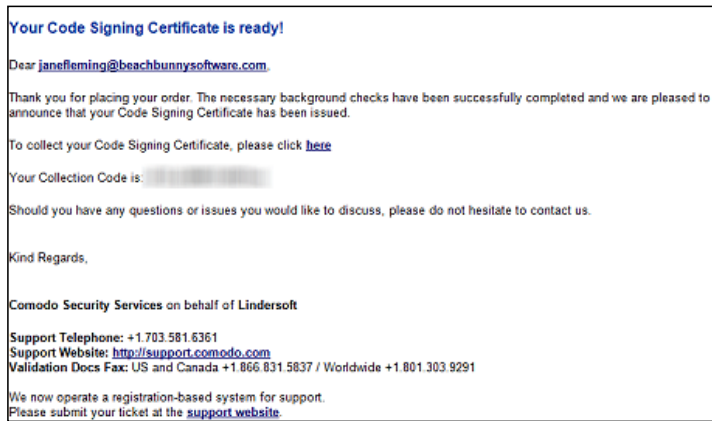 Your Code Signing Certificate is ready!
Dear janefleming@beachbunnysoftware.com,
Thank you for placing your order. The necessary background checks have been successfully completed and we are pleased to
announce that your Code Signing Certificate has been issued.
To collect your Code Signing Certificate, please click here
Your Collection Code is:
Should you have any questions or issues you would like to discuss, please do not hesitate to contact us.
Kind Regards,
Comodo Security Services on behalf of Lindersoft
Support Telephone: +1.703.581.6361
Support Website: http://support.comodo.com
Validation Docs Fax: US and Canada +1.866.831.5837 / Worldwide +1.801.303.9291
We now operate a registration-based system for support.
Please submit your ticket at the support website.